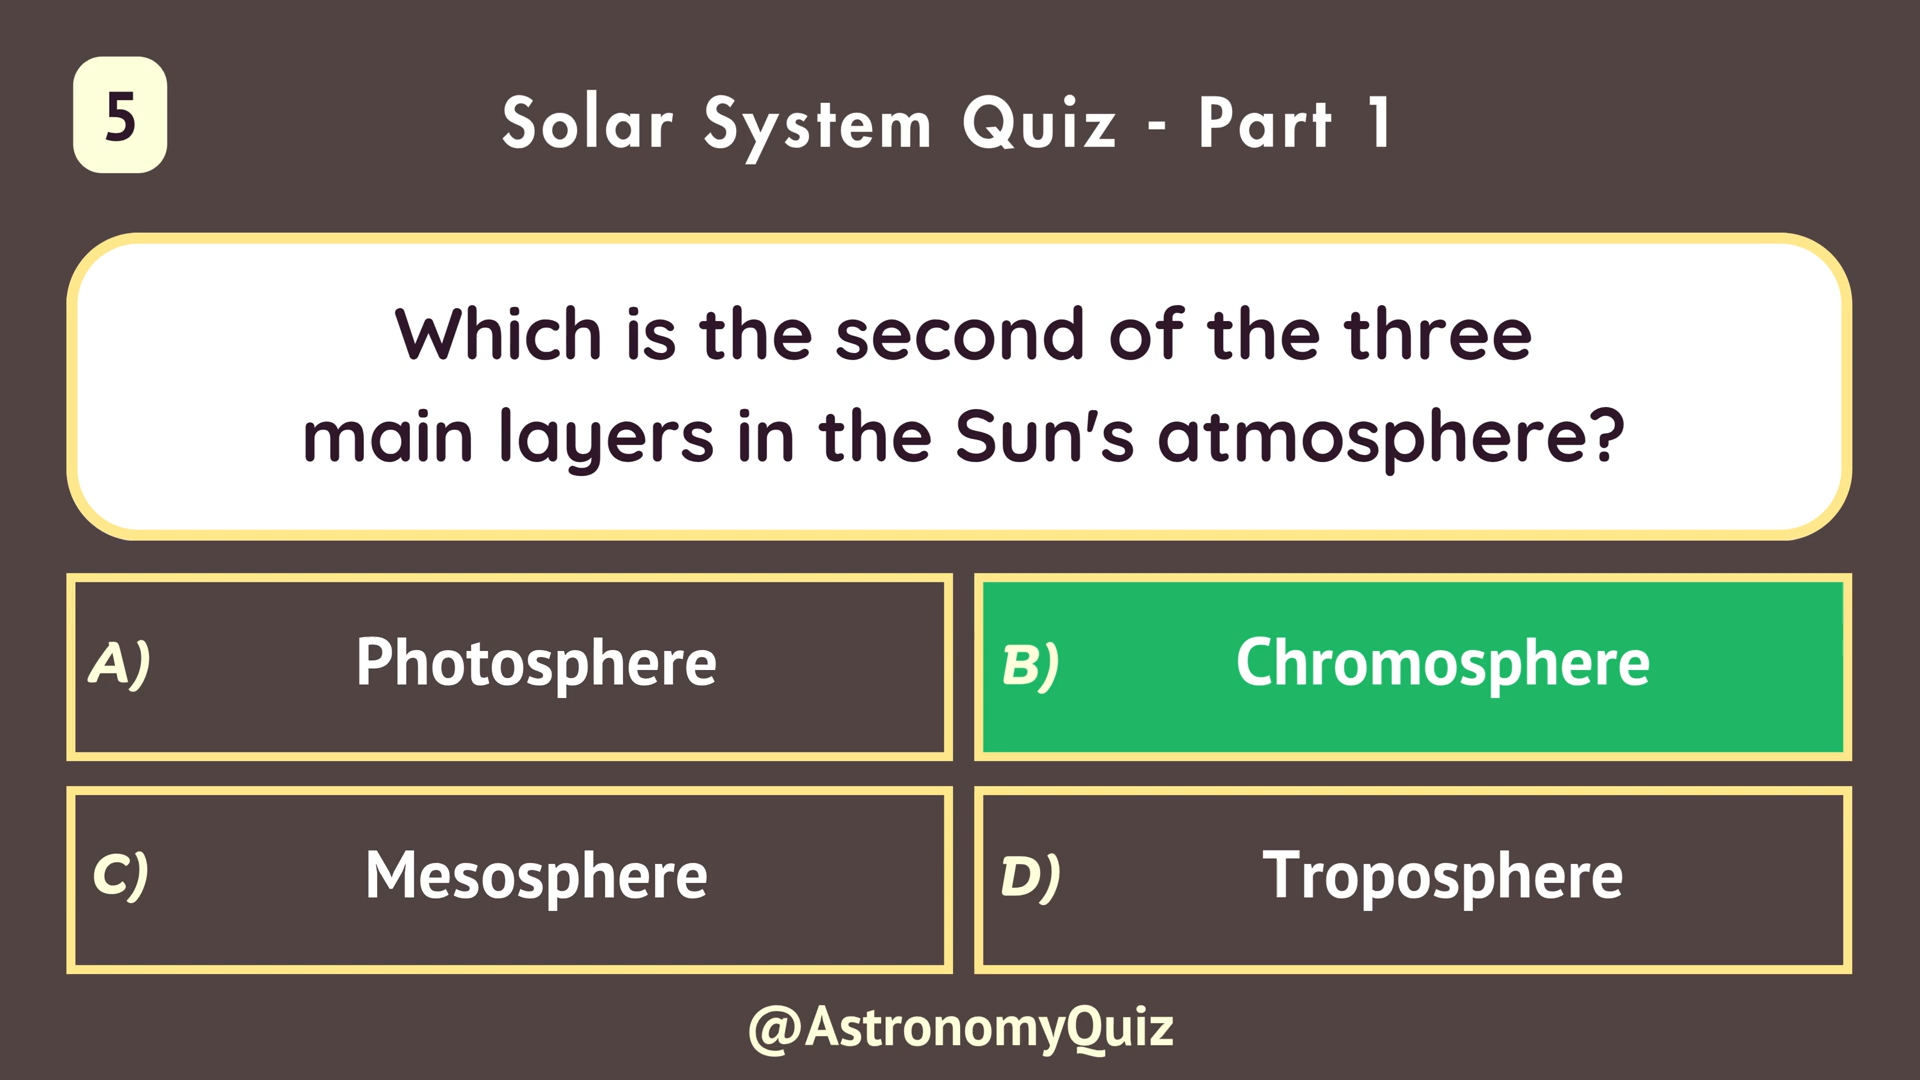 5
Solar System Quiz - Part 1
Which is the second of the three
main layers in the Sun's atmosphere?
A) Photosphere
B) Chromosphere
C) Mesosphere
D) Troposphere
@AstronomyQuiz